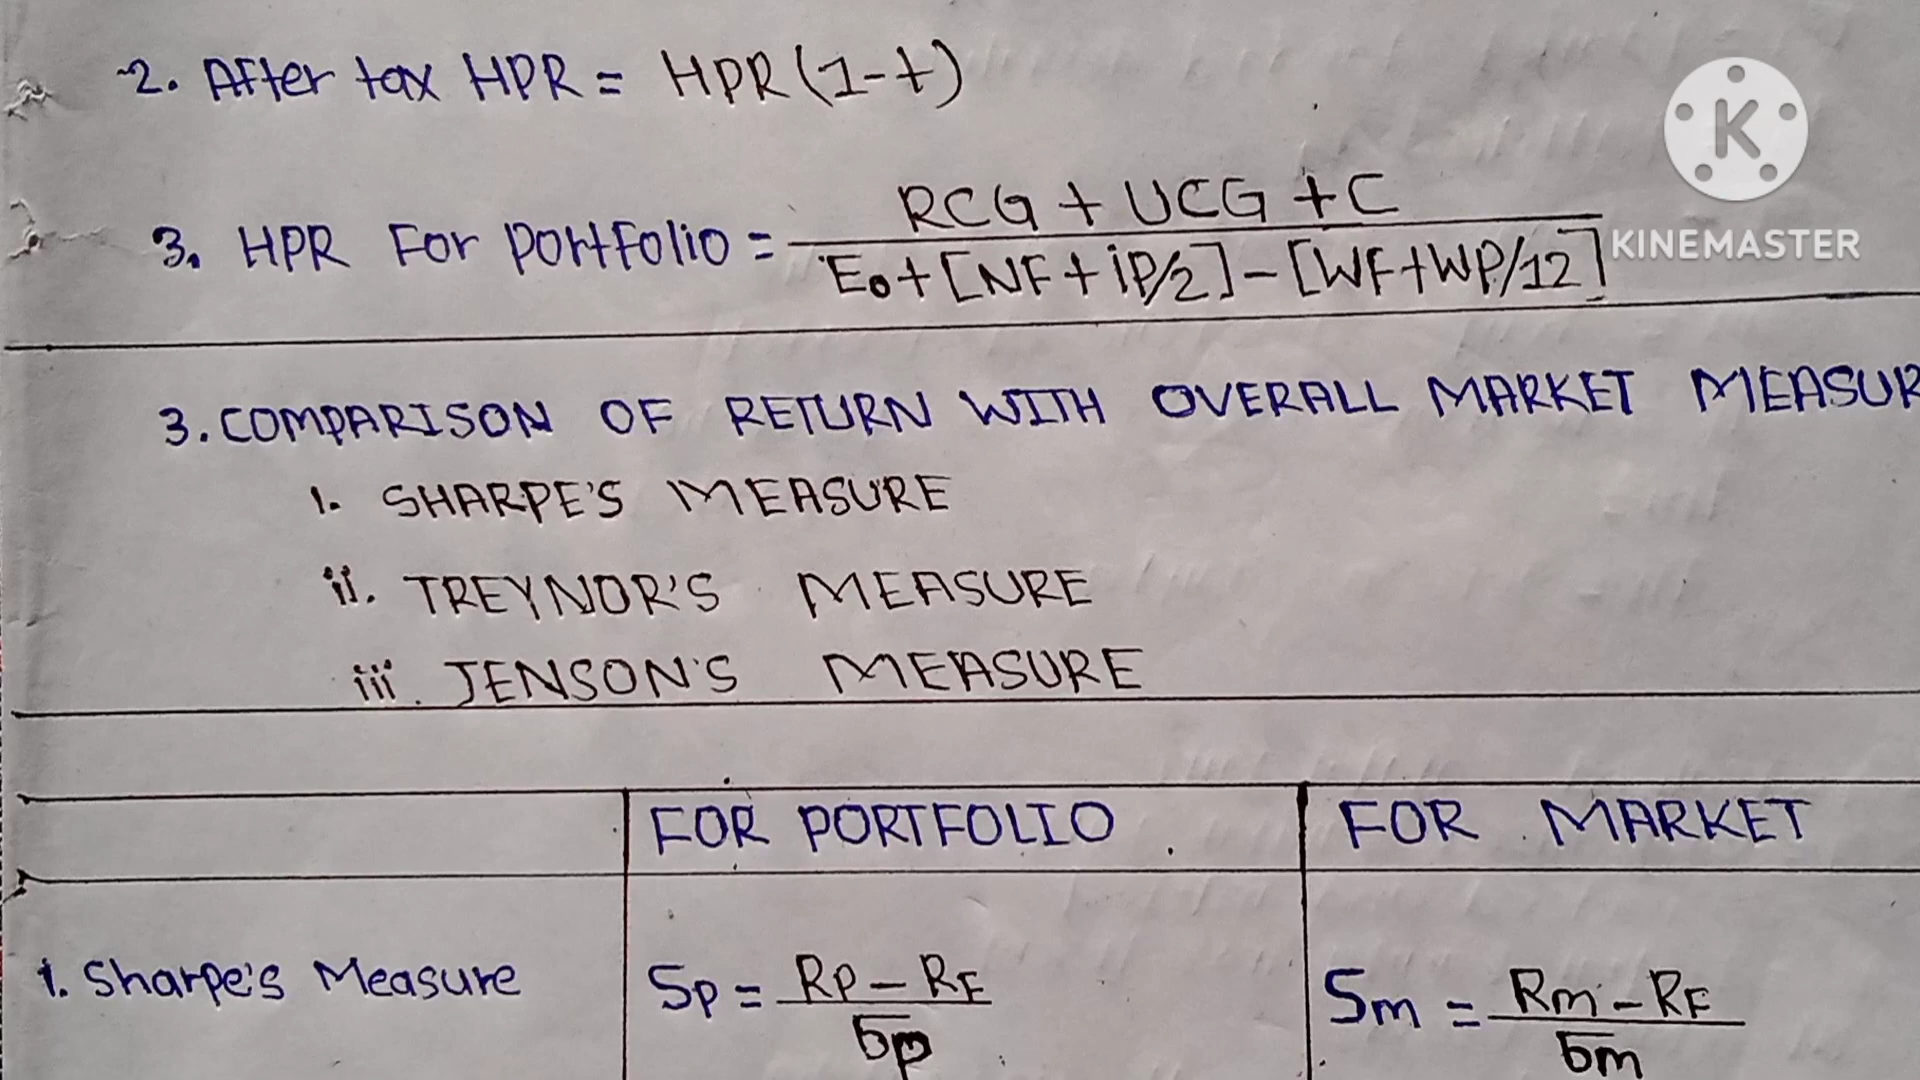 2. After tax HPR = HPR (1-t)
K
KINEMASTER
3. HPR For Portfolio = RCG + UCG + C
E₀ + [NF + iP/2] - [WF+WP/12]
3. COMPARISON OF RETURN WITH OVERALL MARKET MEASUR
i. SHARPE'S MEASURE
ii. TREYNOR'S MEASURE
iii. JENSON'S MEASURE
FOR PORTFOLIO FOR MARKET
1. Sharpe's Measure Sp = Rp - RF Sm = Rm - RF
σp σm